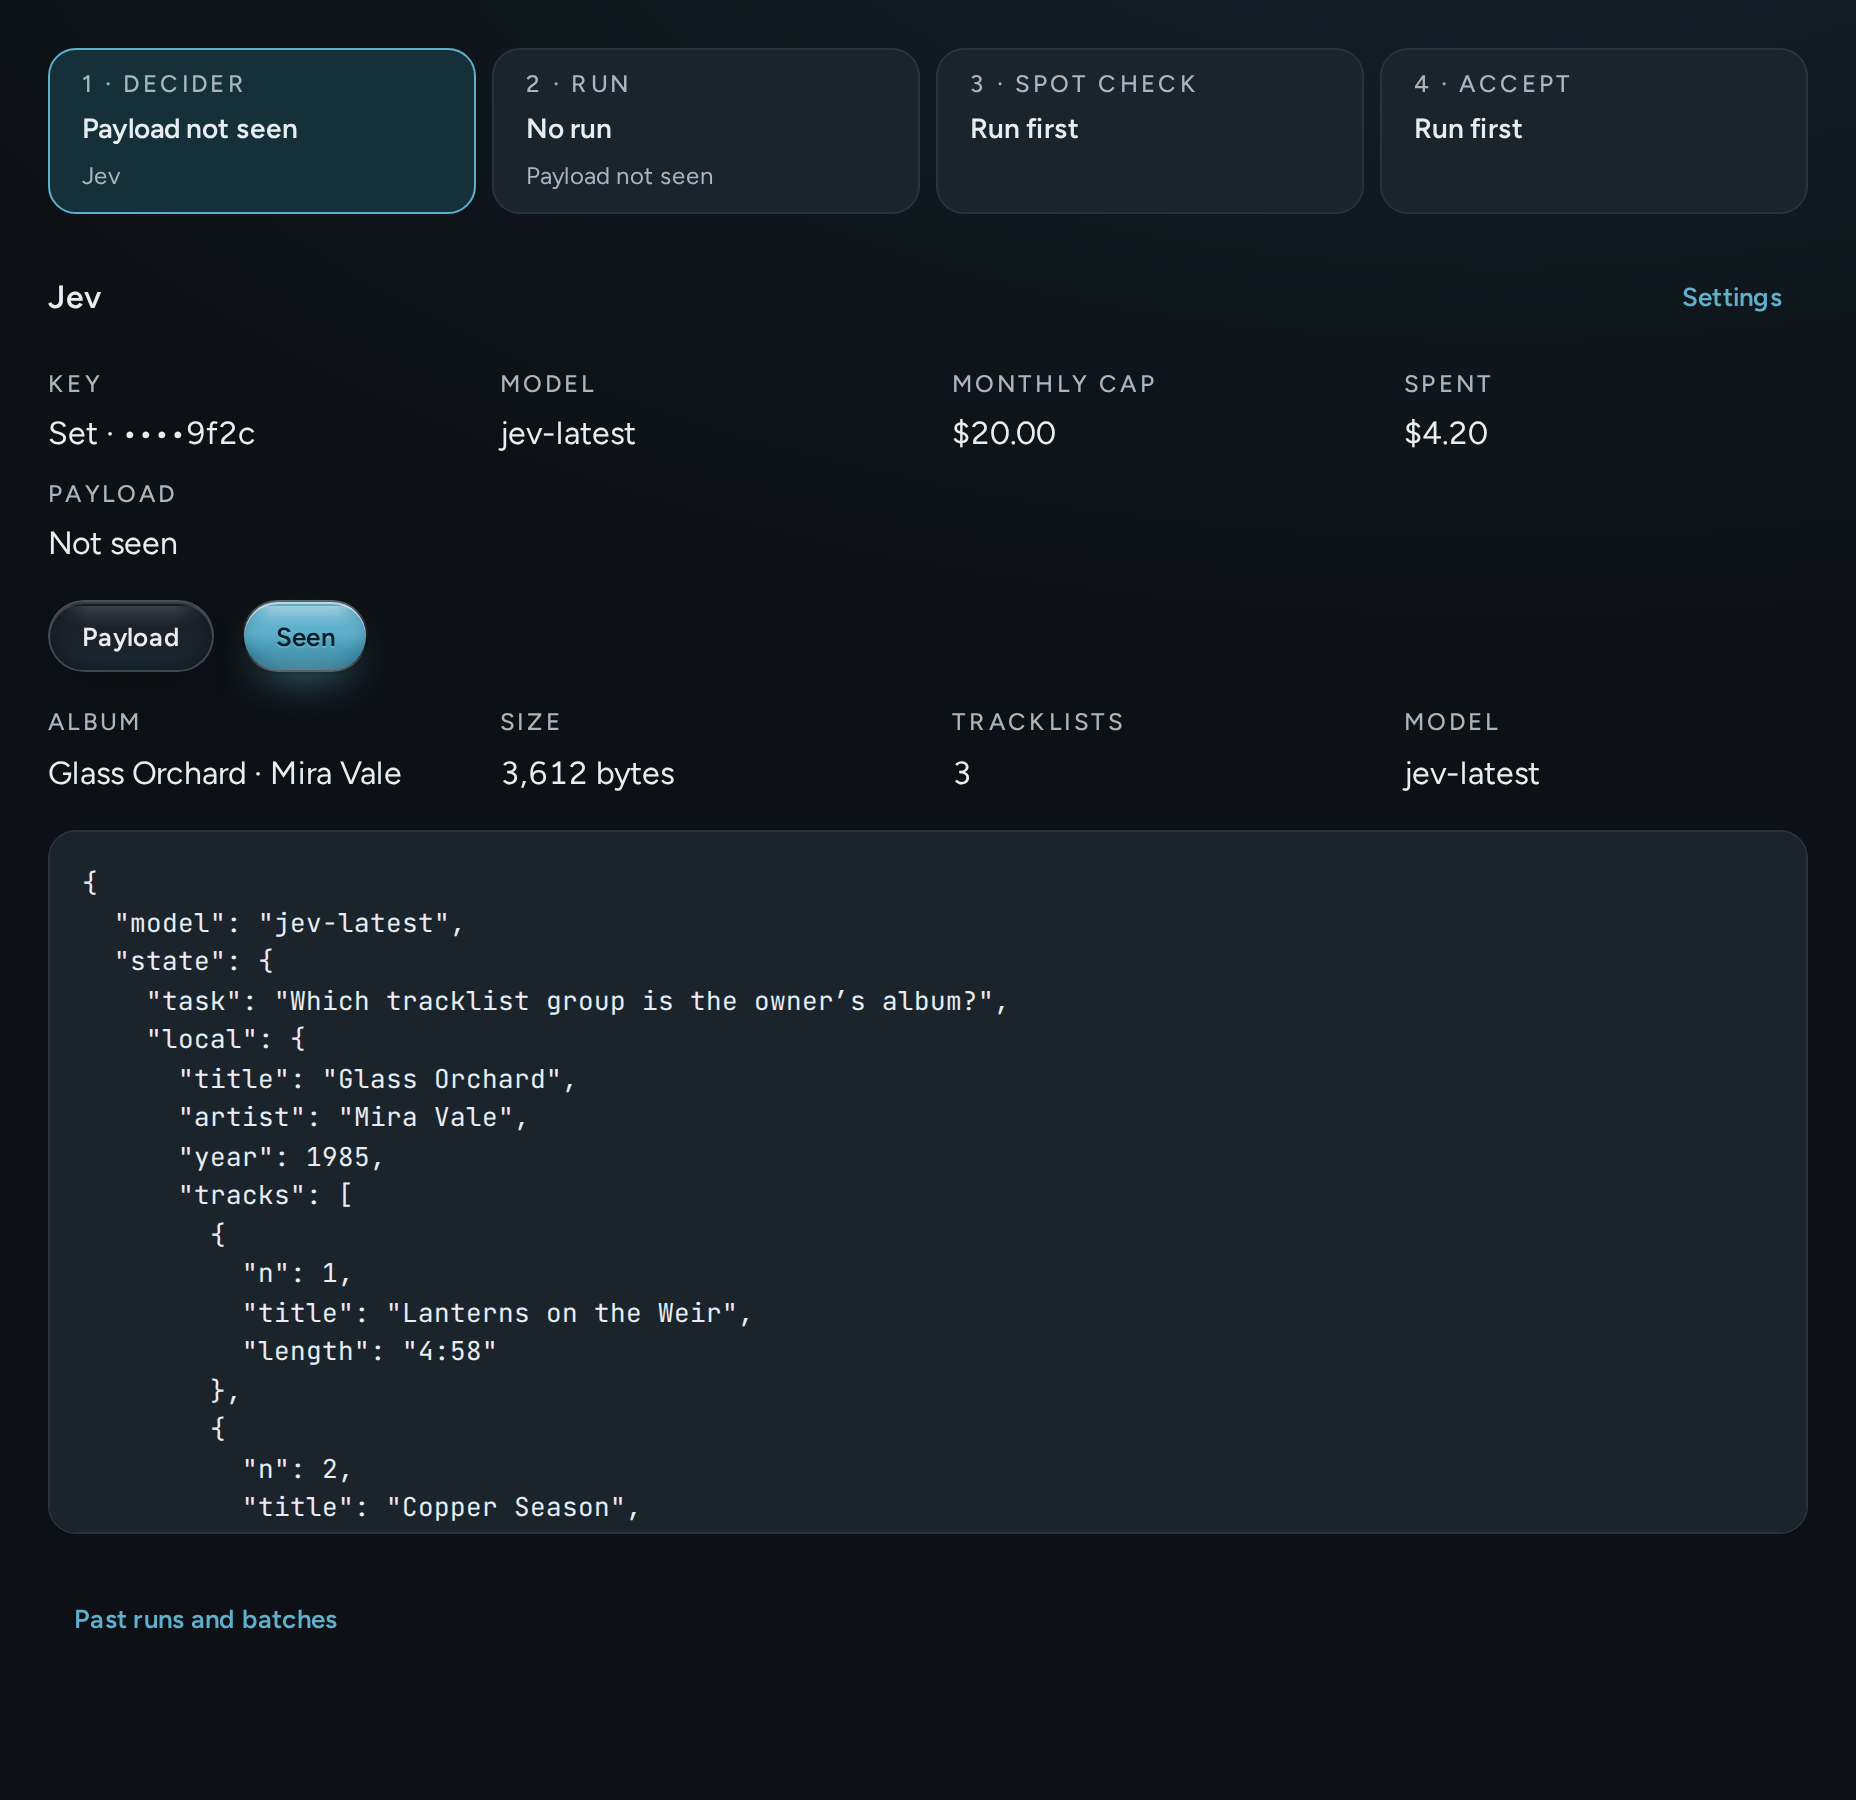 1 · DECIDER
Payload not seen
Jev
2 · RUN
No run
Payload not seen
3 · SPOT CHECK
Run first
4 · ACCEPT
Run first
Jev
Settings
KEY
Set · ••••9f2c
MODEL
jev-latest
MONTHLY CAP
$20.00
SPENT
$4.20
PAYLOAD
Not seen
Payload
Seen
ALBUM
Glass Orchard · Mira Vale
SIZE
3,612 bytes
TRACKLISTS
3
MODEL
jev-latest
{
  "model": "jev-latest",
  "state": {
    "task": "Which tracklist group is the owner’s album?",
    "local": {
      "title": "Glass Orchard",
      "artist": "Mira Vale",
      "year": 1985,
      "tracks": [
        {
          "n": 1,
          "title": "Lanterns on the Weir",
          "length": "4:58"
        },
        {
          "n": 2,
          "title": "Copper Season",
Past runs and batches